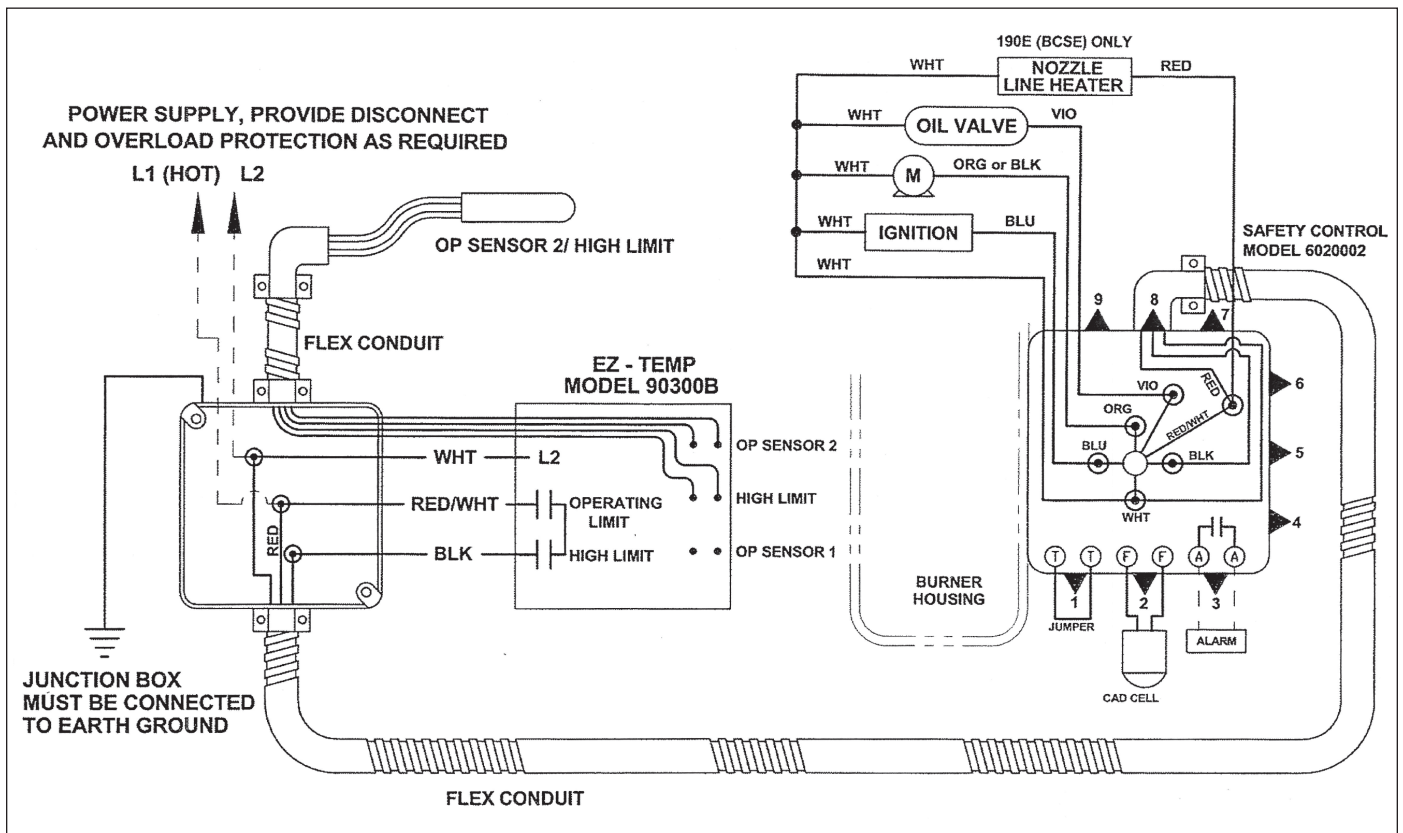 190E (BCSE) ONLY
WHT
NOZZLE
LINE HEATER
RED
POWER SUPPLY, PROVIDE DISCONNECT
AND OVERLOAD PROTECTION AS REQUIRED
L1 (HOT) L2
WHT
OIL VALVE
VIO
WHT
M
ORG or BLK
WHT
IGNITION
BLU
WHT
OP SENSOR 2/ HIGH LIMIT
SAFETY CONTROL
MODEL 6020002
FLEX CONDUIT
EZ - TEMP
MODEL 90300B
OP SENSOR 2
WHT
L2
RED/WHT
OPERATING
LIMIT
HIGH LIMIT
RED
BLK
HIGH LIMIT
OP SENSOR 1
9
8
7
6
5
4
VIO
RED
ORG
RED/WHT
BLU
BLK
WHT
T
T
F
F
A
A
1
2
3
JUMPER
ALARM
CAD CELL
BURNER
HOUSING
JUNCTION BOX
MUST BE CONNECTED
TO EARTH GROUND
FLEX CONDUIT